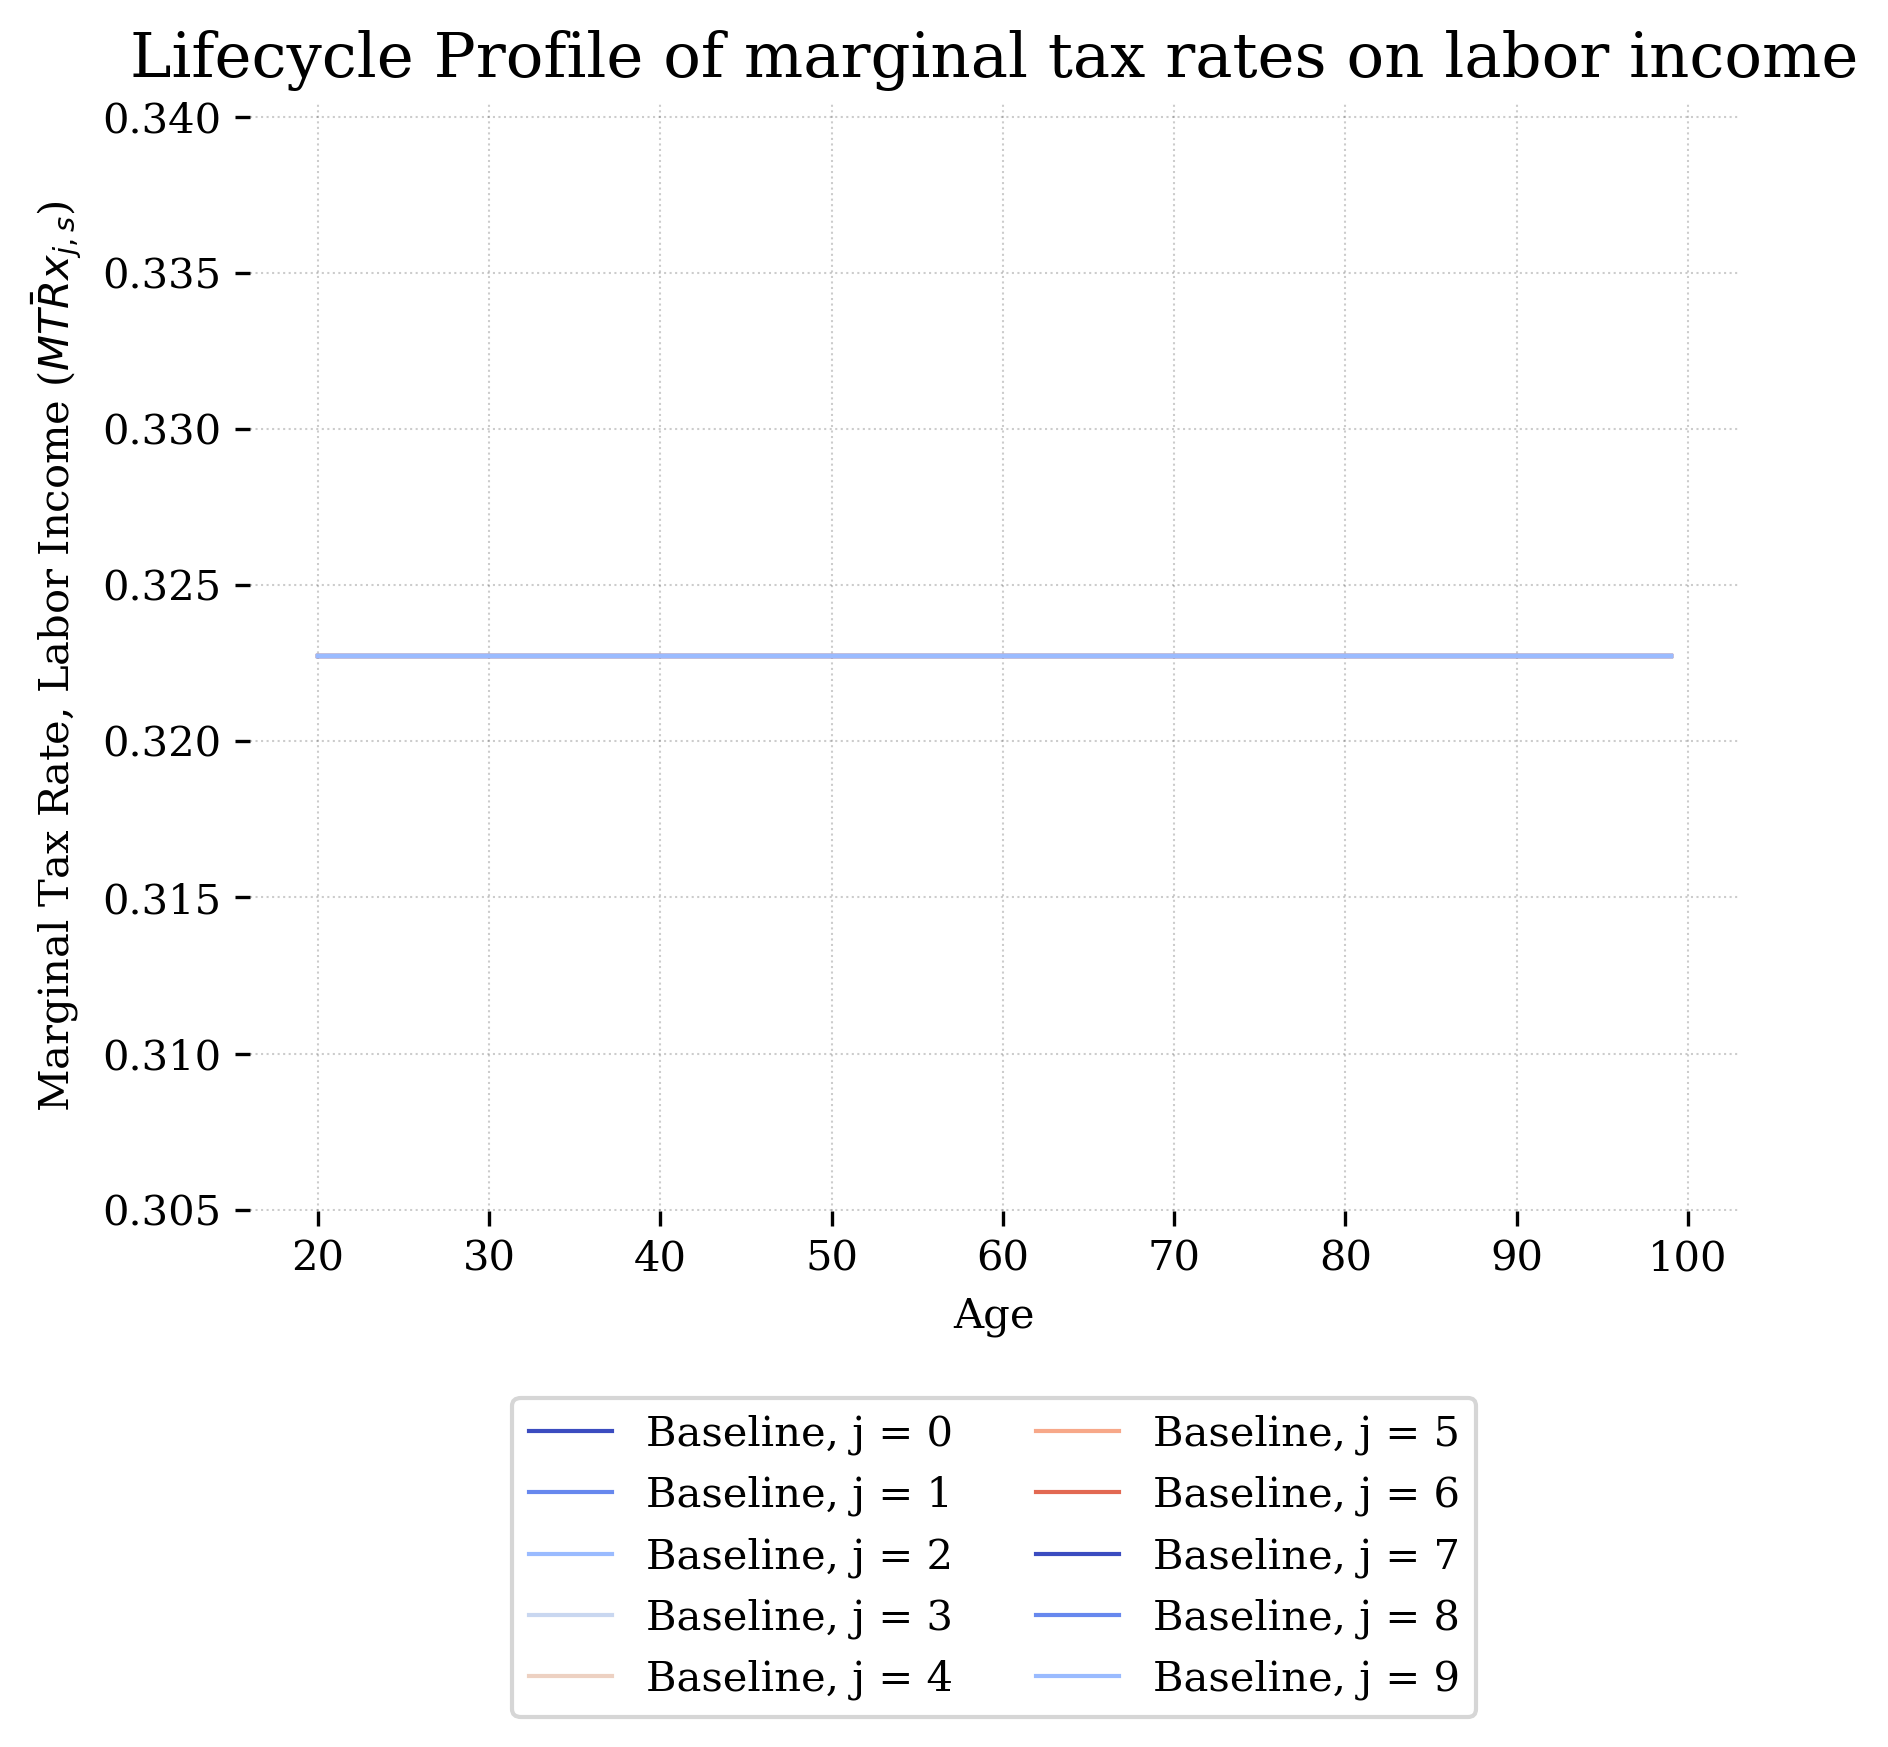 Lifecycle Profile of marginal tax rates on labor income
Marginal Tax Rate, Labor Income ($\bar{MTRx}_{j,s}$)
0.340
0.335
0.330
0.325
0.320
0.315
0.310
0.305
20 30 40 50 60 70 80 90 100
Age
Baseline, j = 0
Baseline, j = 1
Baseline, j = 2
Baseline, j = 3
Baseline, j = 4
Baseline, j = 5
Baseline, j = 6
Baseline, j = 7
Baseline, j = 8
Baseline, j = 9